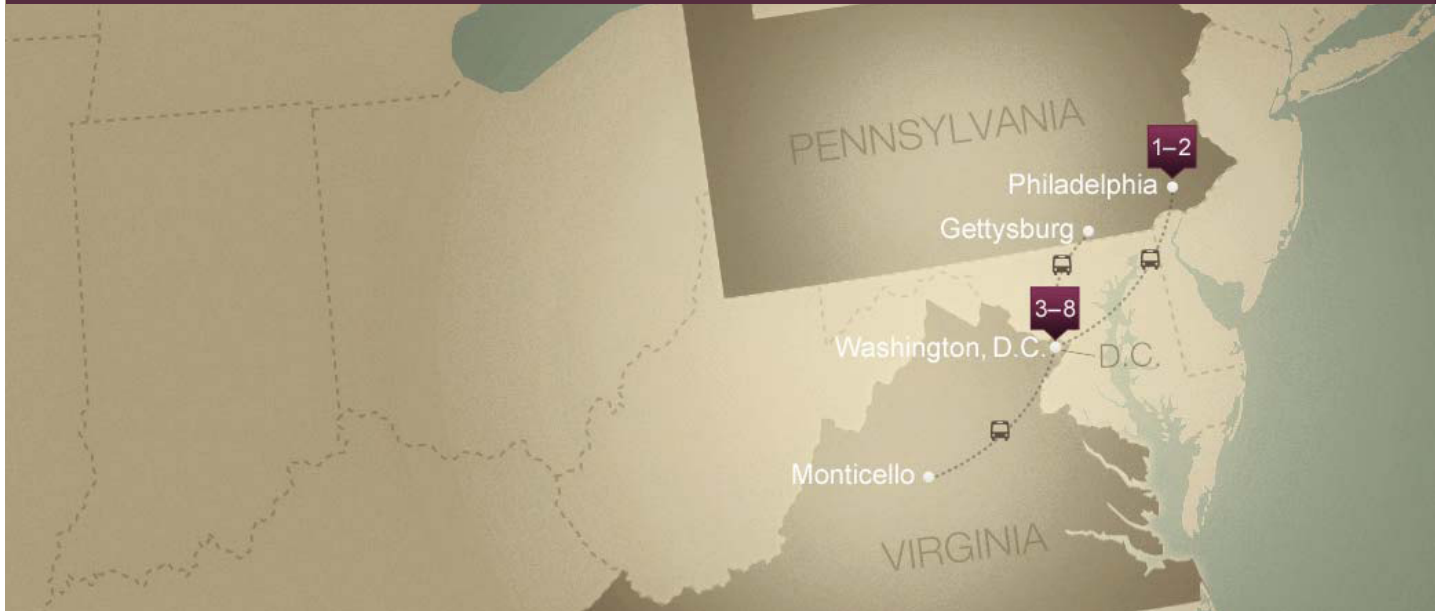 PENNSYLVANIA
1–2
Philadelphia
Gettysburg
3–8
Washington, D.C.
D.C.
Monticello
VIRGINIA